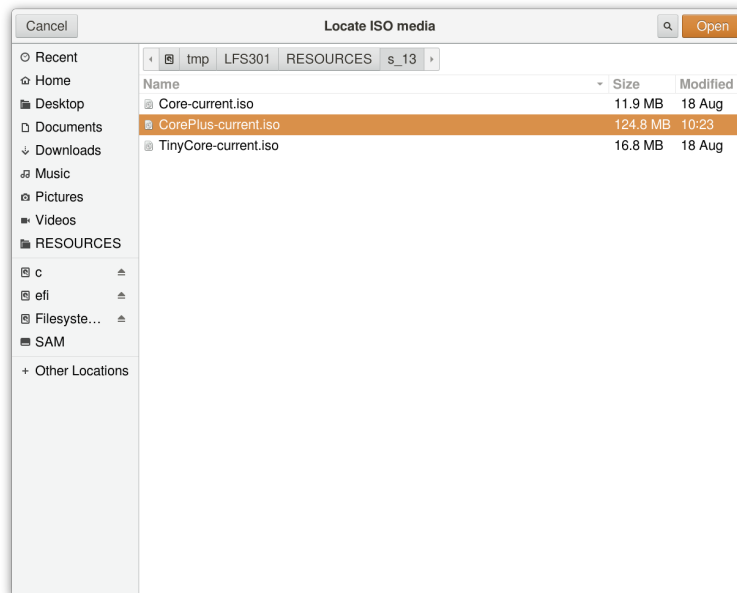 Cancel Locate ISO media Open
Recent
Home
Desktop
Documents
Downloads
Music
Pictures
Videos
RESOURCES
c
efi
Filesyste...
SAM
+ Other Locations
tmp LFS301 RESOURCES s_13
Name Size Modified
Core-current.iso 11.9 MB 18 Aug
CorePlus-current.iso 124.8 MB 10:23
TinyCore-current.iso 16.8 MB 18 Aug